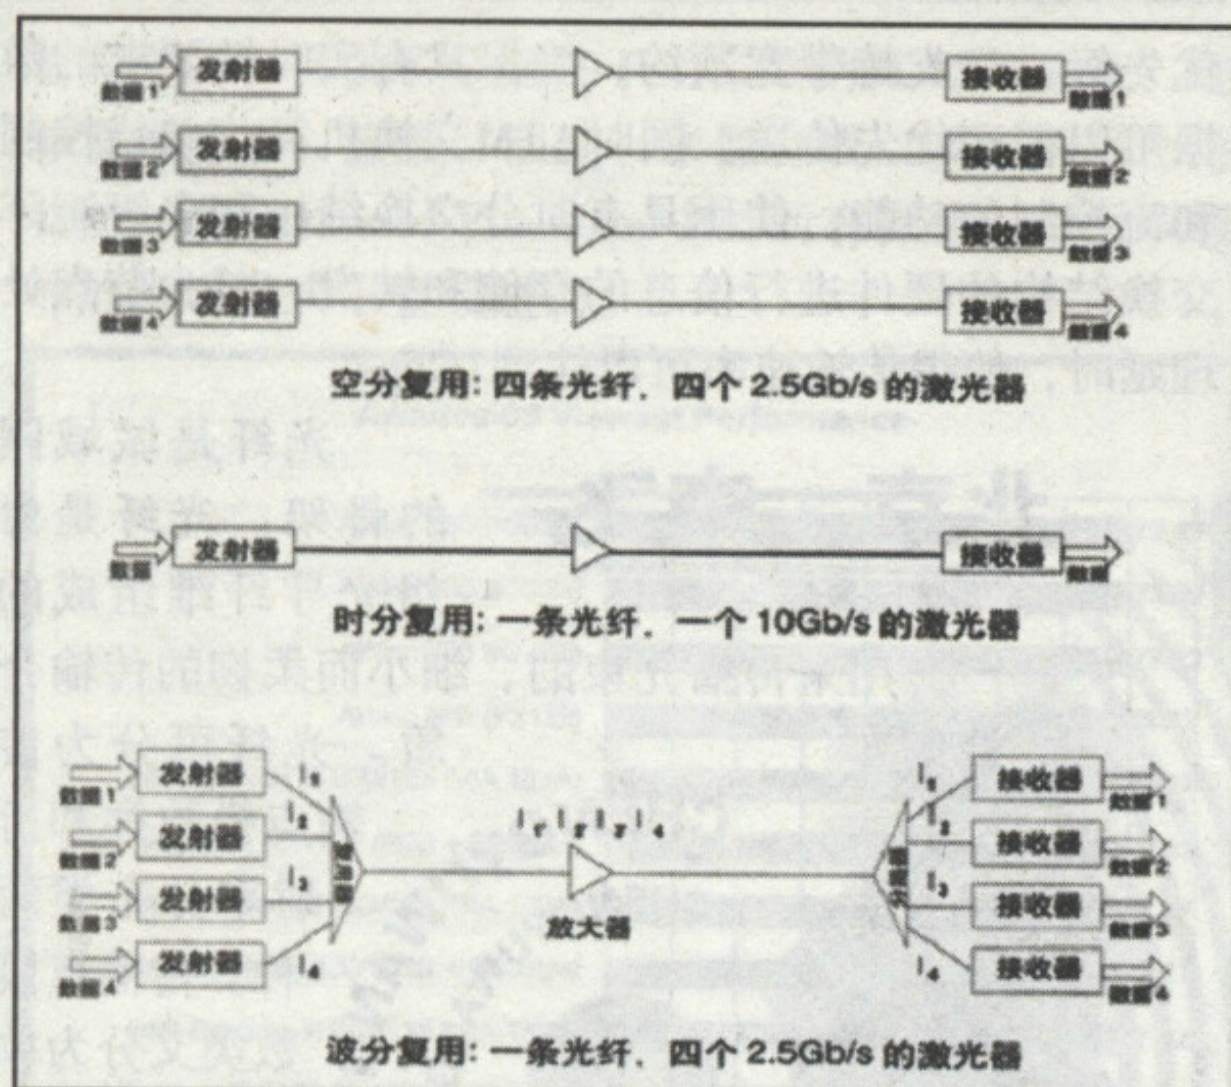 发射器 接收器
数据1 数据1
发射器 接收器
数据2 数据2
发射器 接收器
数据3 数据3
发射器 接收器
数据4 数据4
空分复用: 四条光纤, 四个 2.5Gb/s 的激光器
发射器 接收器
数据 数据
时分复用: 一条光纤, 一个 10Gb/s 的激光器
发射器 l₁ l₁ 接收器
数据1 数据1
发射器 l₂ l₂ 接收器
数据2 数据2
发射器 l₃ l₃ 接收器
数据3 数据3
发射器 l₄ l₄ 接收器
数据4 数据4
放大器
波分复用: 一条光纤, 四个 2.5Gb/s 的激光器